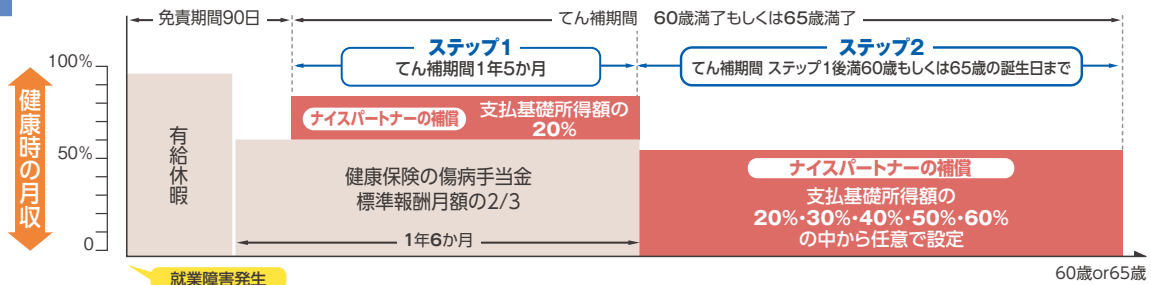 免責期間90日
てん補期間 60歳満了もしくは65歳満了
ステップ1
てん補期間1年5か月
ステップ2
てん補期間 ステップ1後満60歳もしくは65歳の誕生日まで
健康時の月収
100%
50%
0
有給休暇
ナイスパートナーの補償
支払基礎所得額の
20%
健康保険の傷病手当金
標準報酬月額の2/3
1年6か月
ナイスパートナーの補償
支払基礎所得額の
20%・30%・40%・50%・60%
の中から任意で設定
就業障害発生
60歳or65歳